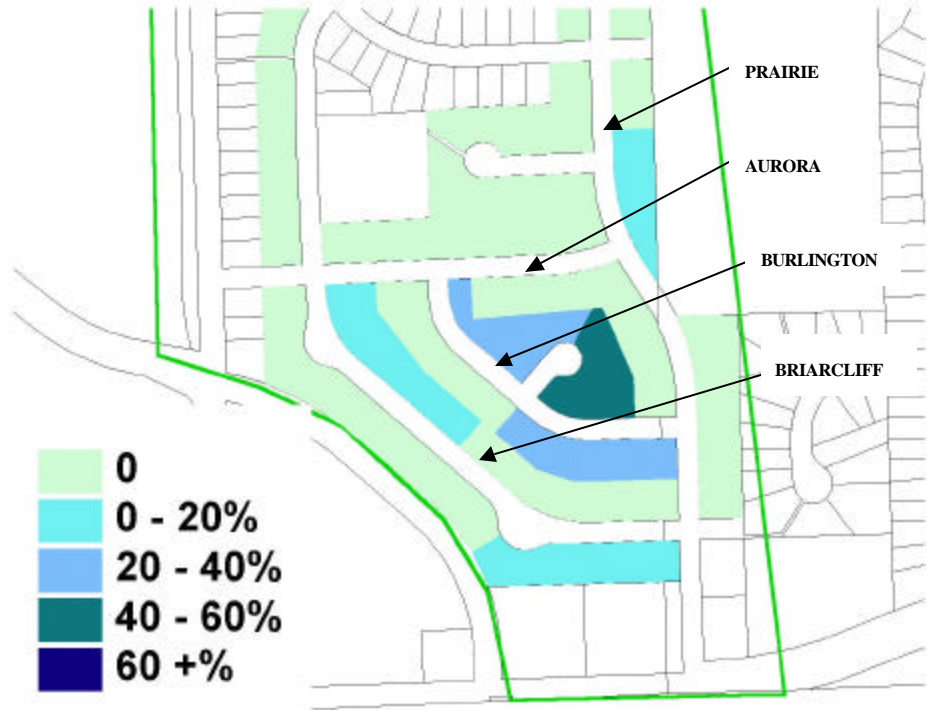 PRAIRIE
AURORA
BURLINGTON
BRIARCLIFF
0
0 - 20%
20 - 40%
40 - 60%
60 +%